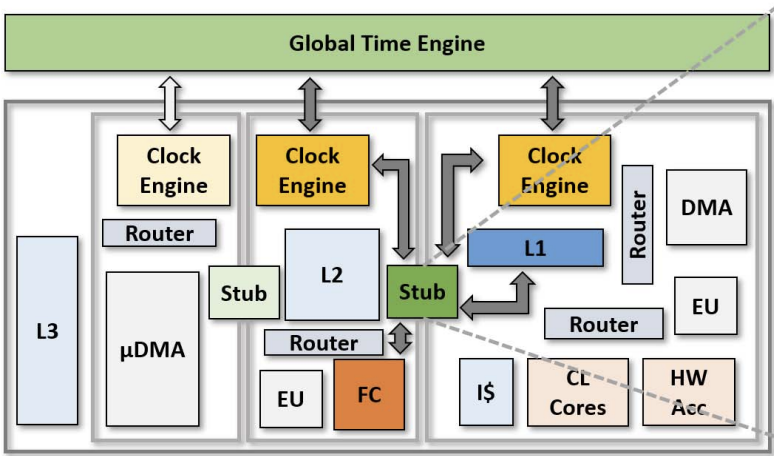 Global Time Engine
Clock
Engine
Router
L3
μDMA
Stub
Clock
Engine
L2
Router
EU
FC
Stub
Clock
Engine
L1
Router
DMA
EU
Router
I$
CL
Cores
HW
Acc